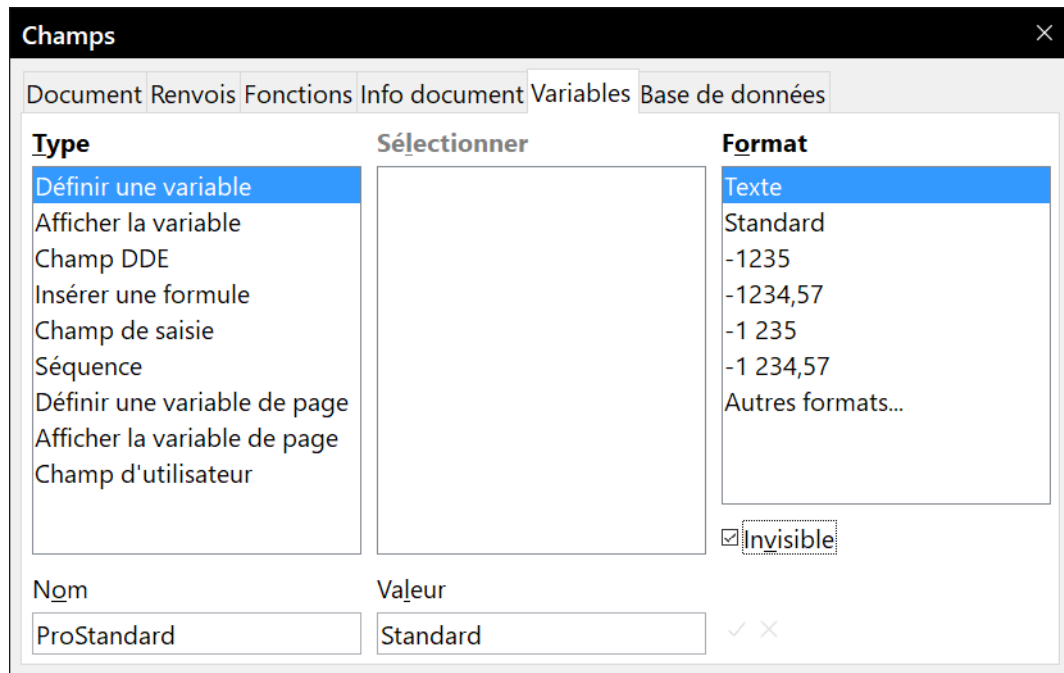 Champs
Document Renvois Fonctions Info document Variables Base de données
Type
Définir une variable
Afficher la variable
Champ DDE
Insérer une formule
Champ de saisie
Séquence
Définir une variable de page
Afficher la variable de page
Champ d'utilisateur
Sélectionner
Format
Texte
Standard
-1235
-1234,57
-1 235
-1 234,57
Autres formats...
Invisible
Nom
ProStandard
Valeur
Standard